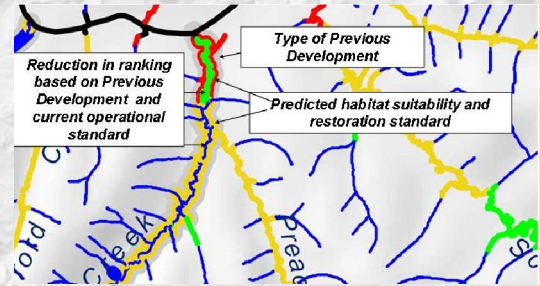 Type of Previous
Development
Reduction in ranking
based on Previous
Development and
current operational
standard
Predicted habitat suitability and
restoration standard
Creek